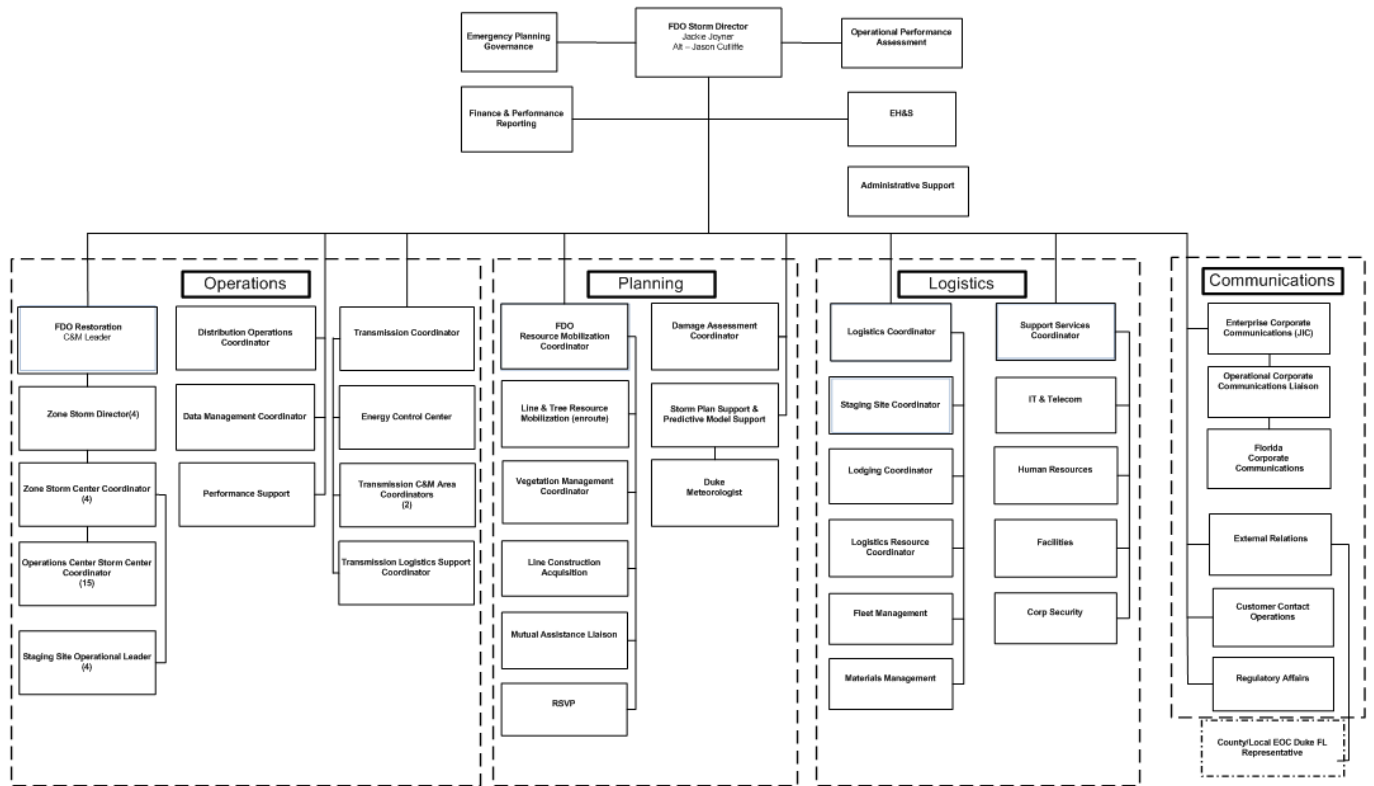 FDO Storm Director
Jackie Joyner
Alt – Jason Cutliffe
Emergency Planning
Governance
Operational Performance
Assessment
Finance & Performance
Reporting
EH&S
Administrative Support
Operations
FDO Restoration
C&M Leader
Zone Storm Director(4)
Zone Storm Center Coordinator
(4)
Operations Center Storm Center
Coordinator
(15)
Staging Site Operational Leader
(4)
Distribution Operations
Coordinator
Data Management Coordinator
Performance Support
Transmission Coordinator
Energy Control Center
Transmission C&M Area
Coordinators
(2)
Transmission Logistics Support
Coordinator
Planning
FDO
Resource Mobilization
Coordinator
Line & Tree Resource
Mobilization (enroute)
Vegetation Management
Coordinator
Line Construction
Acquisition
Mutual Assistance Liaison
RSVP
Damage Assessment
Coordinator
Storm Plan Support &
Predictive Model Support
Duke
Meteorologist
Logistics
Logistics Coordinator
Staging Site Coordinator
Lodging Coordinator
Logistics Resource
Coordinator
Fleet Management
Materials Management
Support Services
Coordinator
IT & Telecom
Human Resources
Facilities
Corp Security
Communications
Enterprise Corporate
Communications (JIC)
Operational Corporate
Communications Liaison
Florida
Corporate
Communications
External Relations
Customer Contact
Operations
Regulatory Affairs
County/Local EOC Duke FL
Representative